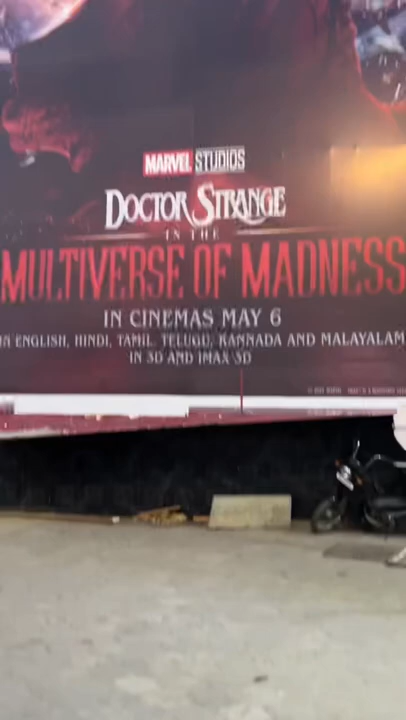 MARVEL STUDIOS
DOCTOR STRANGE
IN THE
MULTIVERSE OF MADNESS
IN CINEMAS MAY 6
IN ENGLISH, HINDI, TAMIL, TELUGU, KANNADA AND MALAYALAM
IN 3D AND IMAX 3D